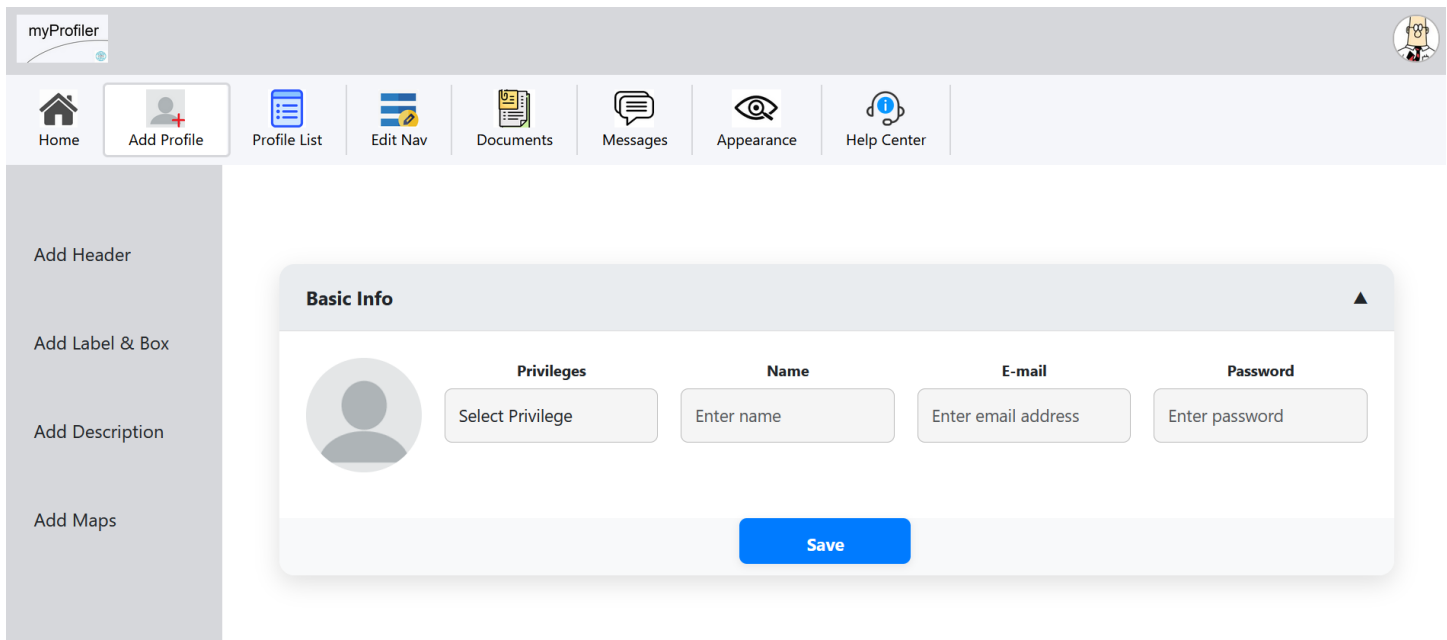 myProfiler
Home
Add Profile
Profile List
Edit Nav
Documents
Messages
Appearance
Help Center
Add Header
Add Label & Box
Add Description
Add Maps
Basic Info ▲
Privileges Name E-mail Password
Select Privilege Enter name Enter email address Enter password
Save